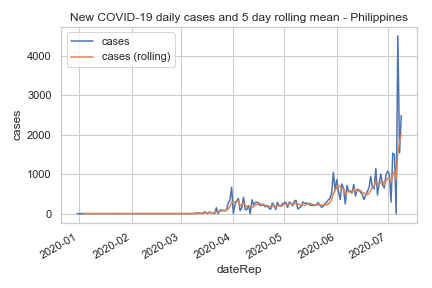 New COVID-19 daily cases and 5 day rolling mean - Philippines
cases
cases (rolling)
cases
4000
3000
2000
1000
0
2020-01
2020-02
2020-03
2020-04
2020-05
2020-06
2020-07
dateRep